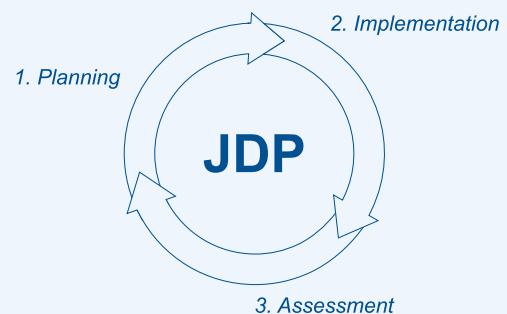 1. Planning
2. Implementation
JDP
3. Assessment